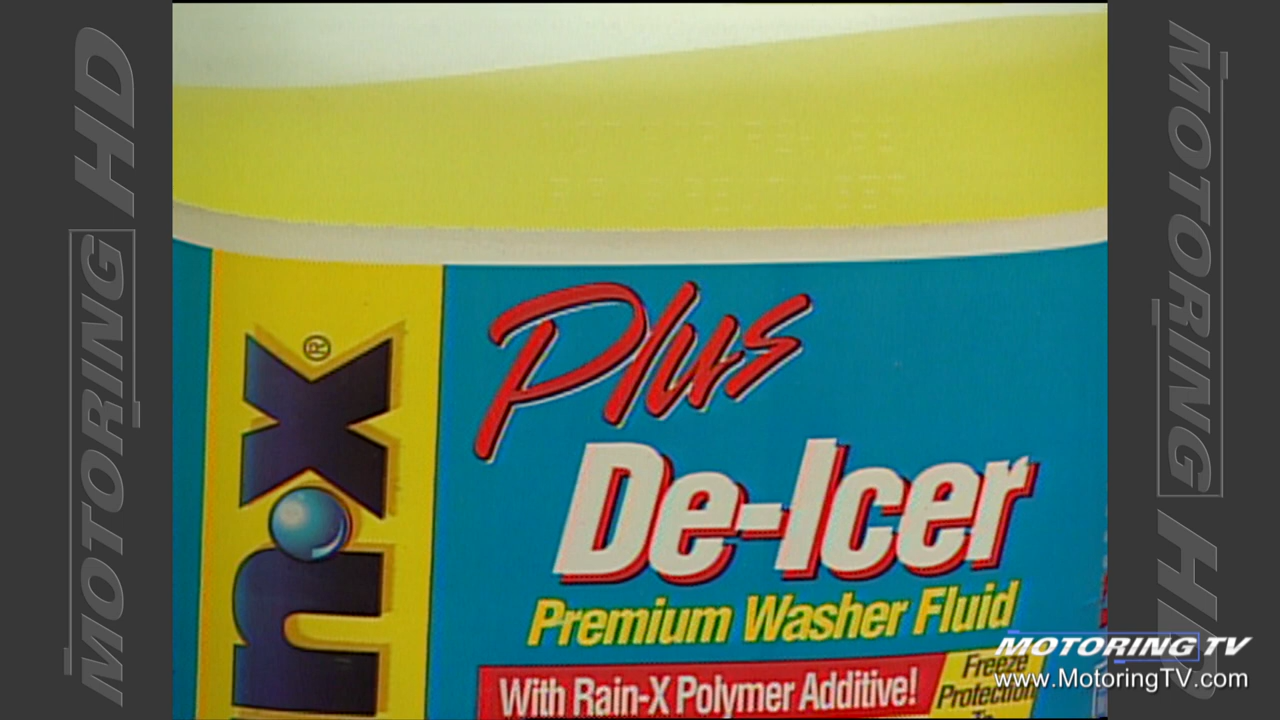 MOTORING HD
n-x®
Plus
De-Icer
Premium Washer Fluid
With Rain-X Polymer Additive!
Freeze
Protection
To
MOTORING TV
www.MotoringTV.com
MOTORING HD